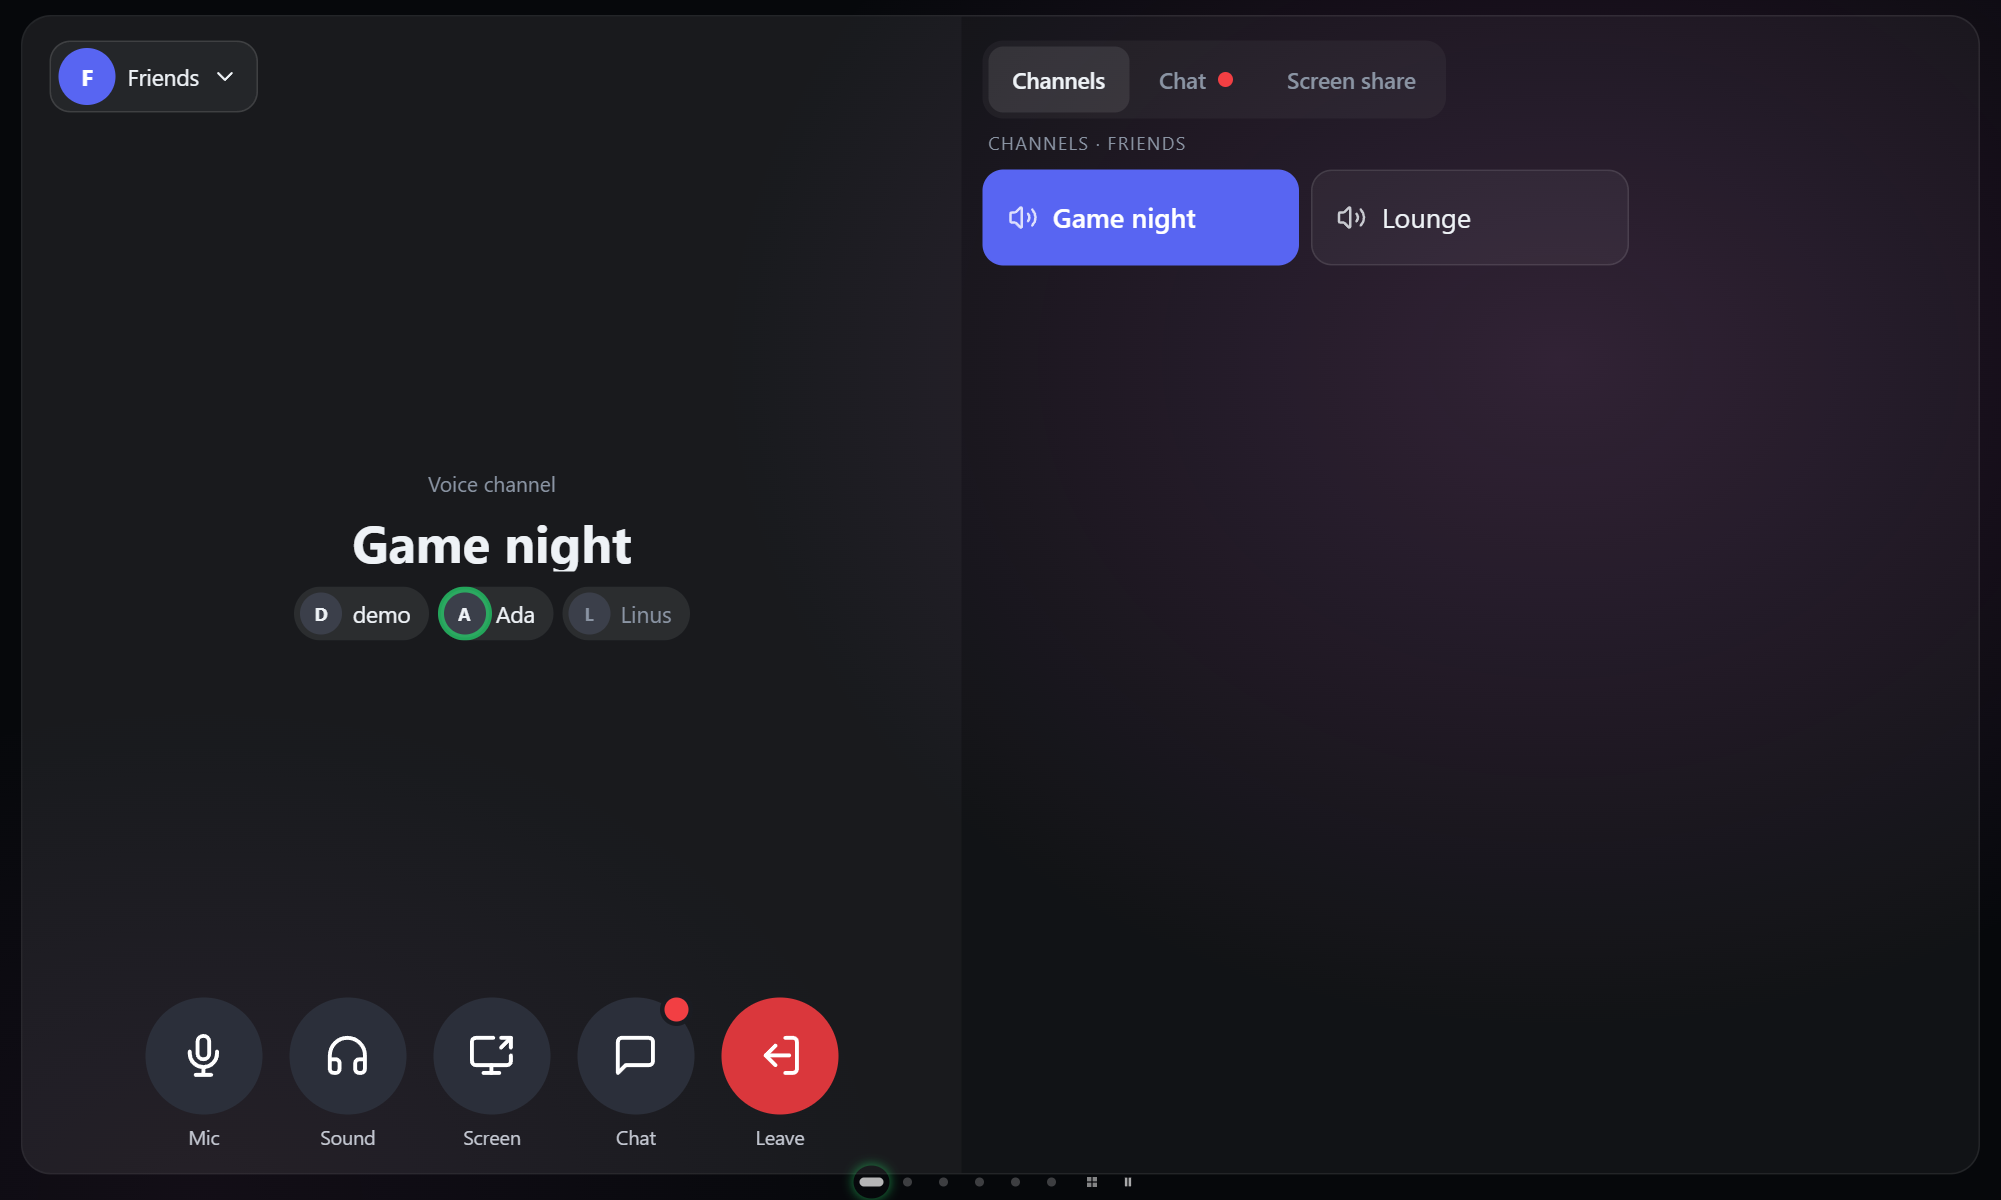 F Friends
Channels Chat Screen share
CHANNELS · FRIENDS
Game night Lounge
Voice channel
Game night
D demo A Ada L Linus
Mic Sound Screen Chat Leave